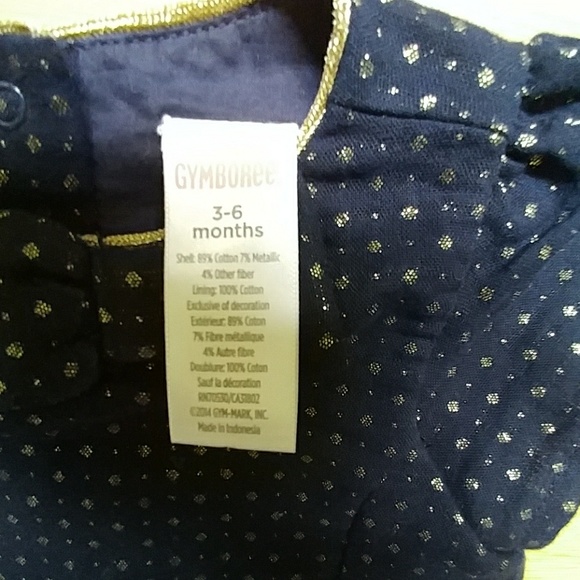 GYMBOREE
3-6
months
Shell: 89% Cotton 7% Metallic
4% Other fiber
Lining: 100% Cotton
Exclusive of decoration
Extérieur: 89% Coton
7% Fibre métallique
4% Autre fibre
Doublure: 100% Coton
Sauf la décoration
RN70510/CA31802
©2014 GYM-MARK, INC.
Made in Indonesia